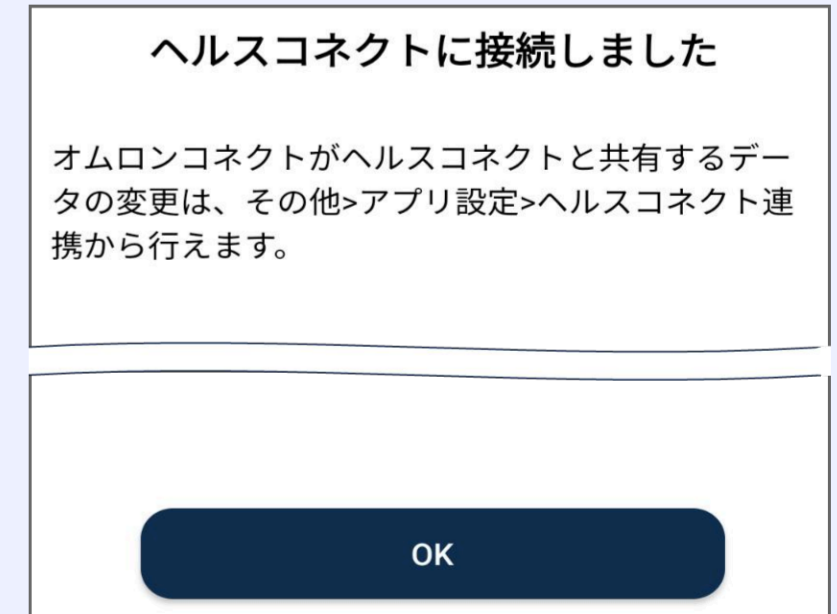 ヘルスコネクトに接続しました
オムロンコネクトがヘルスコネクトと共有するデー
タの変更は、その他>アプリ設定>ヘルスコネクト連
携から行えます。
OK